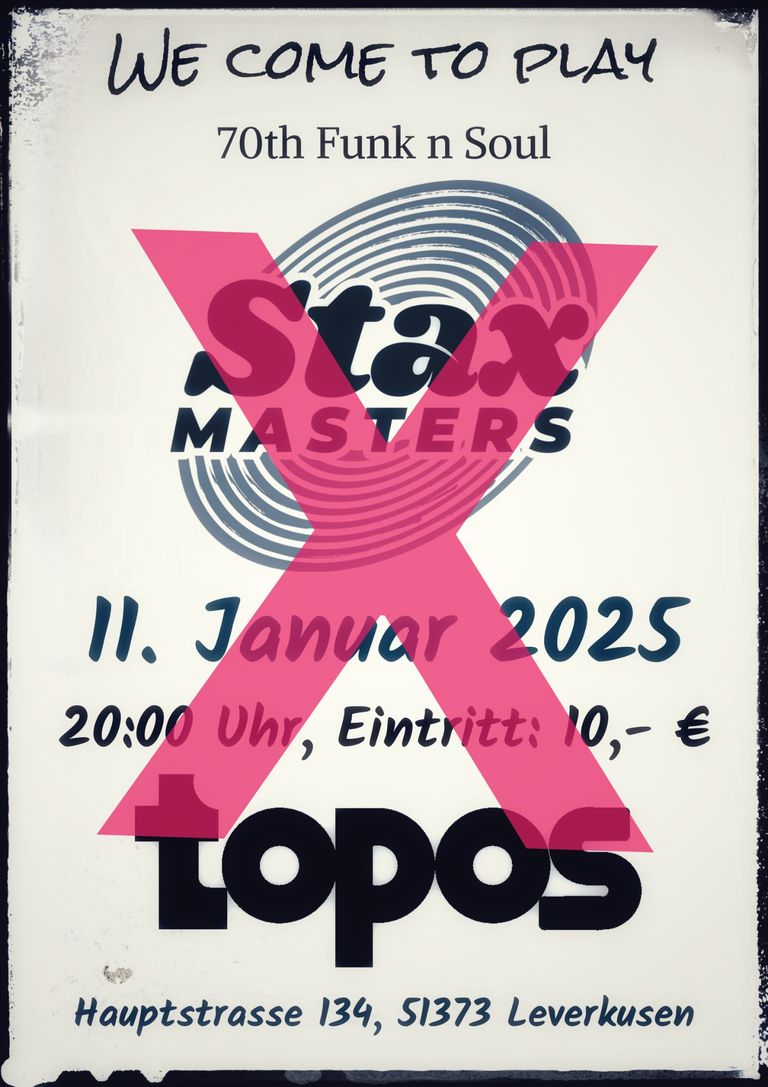 We come to play
70th Funk n Soul
Stax
MASTERS
11. Januar 2025
20:00 Uhr, Eintritt: 10,- €
topos
Hauptstrasse 134, 51373 Leverkusen